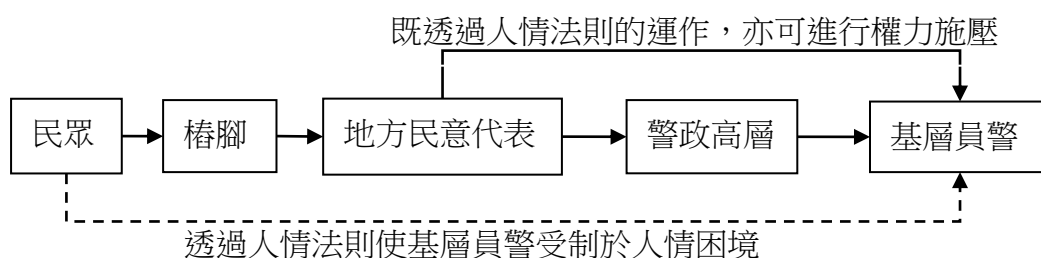 既透過人情法則的運作，亦可進行權力施壓
民眾
樁腳
地方民意代表
警政高層
基層員警
透過人情法則使基層員警受制於人情困境